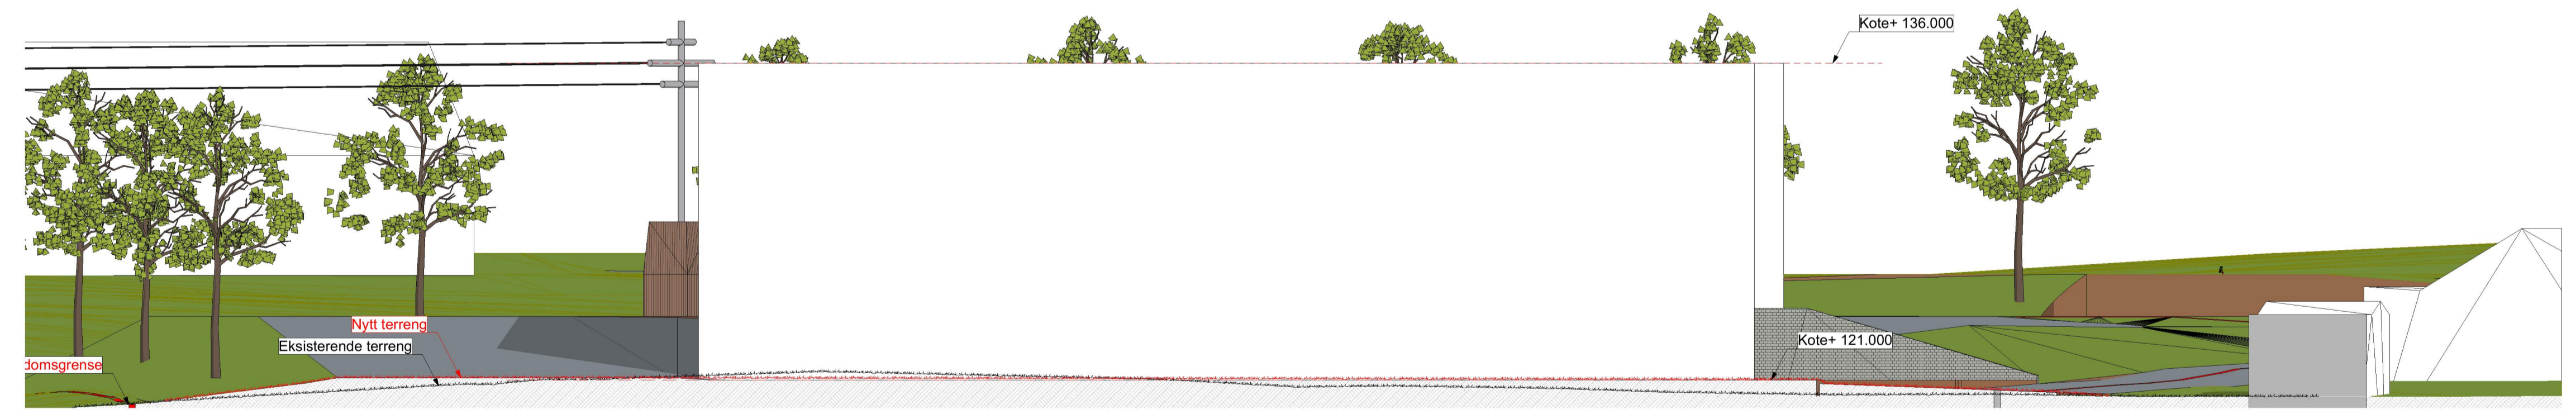 Kote+ 136.000
Nytt terreng
Eksisterende terreng
Kote+ 121.000
domsgrense